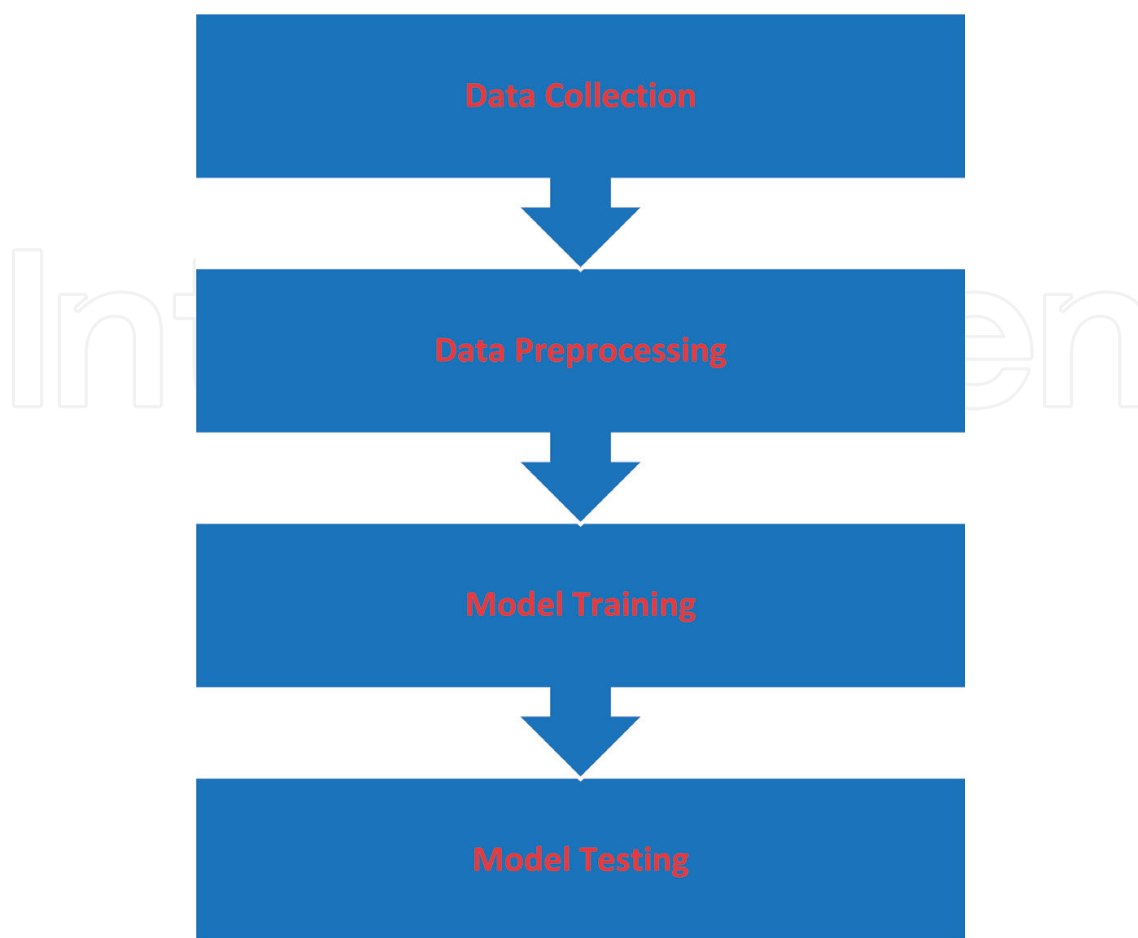 Data Collection
Data Preprocessing
Model Training
Model Testing